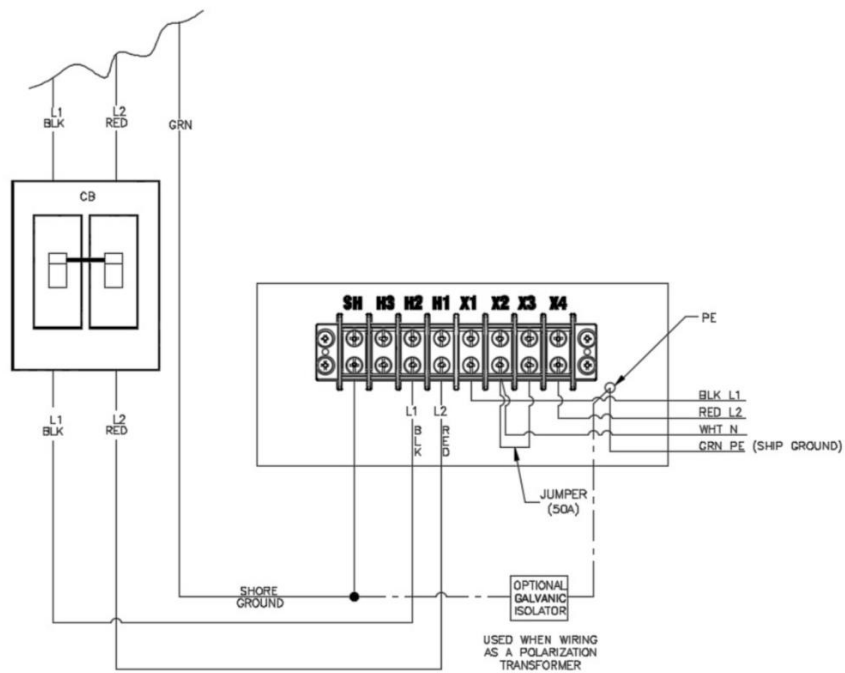 L1
BLK
L2
RED
GRN
CB
SH H3 H2 H1 X1 X2 X3 X4
PE
L1
BLK
L2
RED
L1
BLK
L2
RED
BLK L1
RED L2
WHT N
GRN PE (SHIP GROUND)
JUMPER
(50A)
SHORE
GROUND
OPTIONAL
GALVANIC
ISOLATOR
USED WHEN WIRING
AS A POLARIZATION
TRANSFORMER